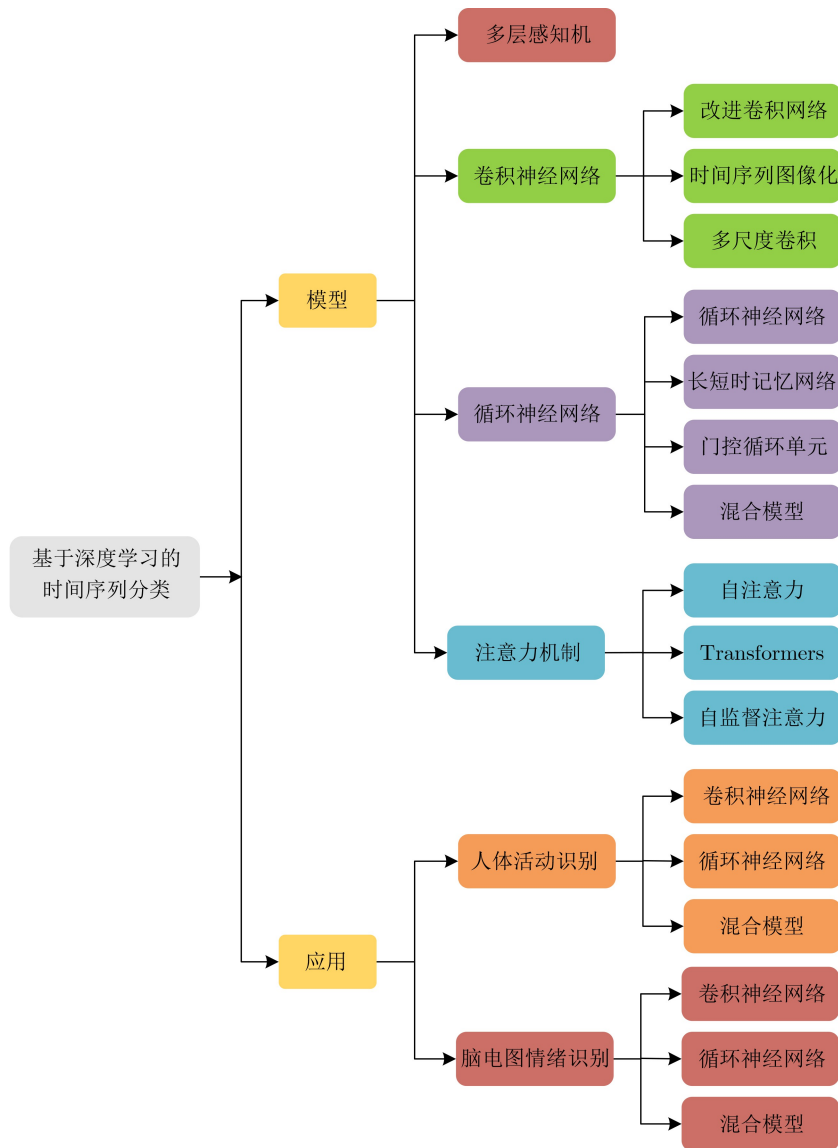 基于深度学习的
时间序列分类
模型
多层感知机
卷积神经网络
改进卷积网络
时间序列图像化
多尺度卷积
循环神经网络
循环神经网络
长短时记忆网络
门控循环单元
混合模型
注意力机制
自注意力
Transformers
自监督注意力
应用
人体活动识别
卷积神经网络
循环神经网络
混合模型
脑电图情绪识别
卷积神经网络
循环神经网络
混合模型